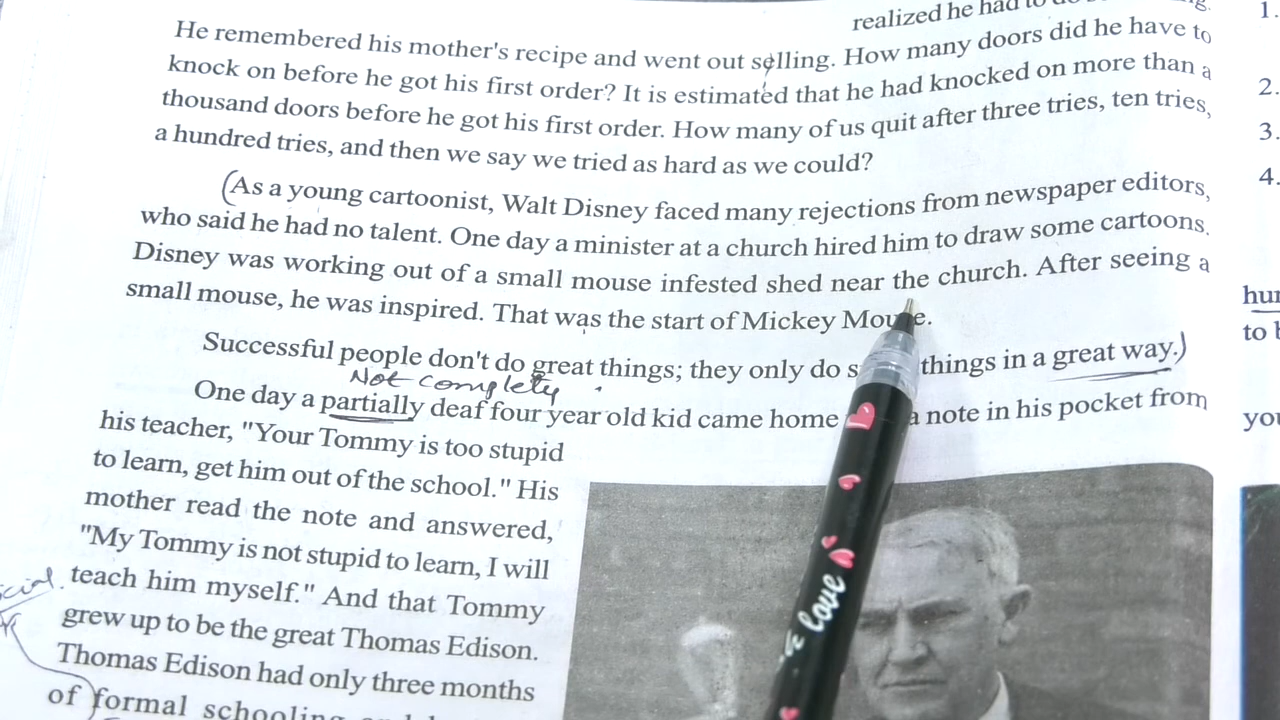 realized he had to
He remembered his mother's recipe and went out selling. How many doors did he have to
knock on before he got his first order? It is estimated that he had knocked on more than a
thousand doors before he got his first order. How many of us quit after three tries, ten tries,
a hundred tries, and then we say we tried as hard as we could?
(As a young cartoonist, Walt Disney faced many rejections from newspaper editors,
who said he had no talent. One day a minister at a church hired him to draw some cartoons.
Disney was working out of a small mouse infested shed near the church. After seeing a
small mouse, he was inspired. That was the start of Mickey Mouse.
Successful people don't do great things; they only do things in a great way.)
Not complety
One day a partially deaf four year old kid came home a note in his pocket from
his teacher, "Your Tommy is too stupid
to learn, get him out of the school." His
mother read the note and answered,
"My Tommy is not stupid to learn, I will
teach him myself." And that Tommy
grew up to be the great Thomas Edison.
Thomas Edison had only three months
of formal schooling
love
1.
2.
3.
4.
hur
to
you